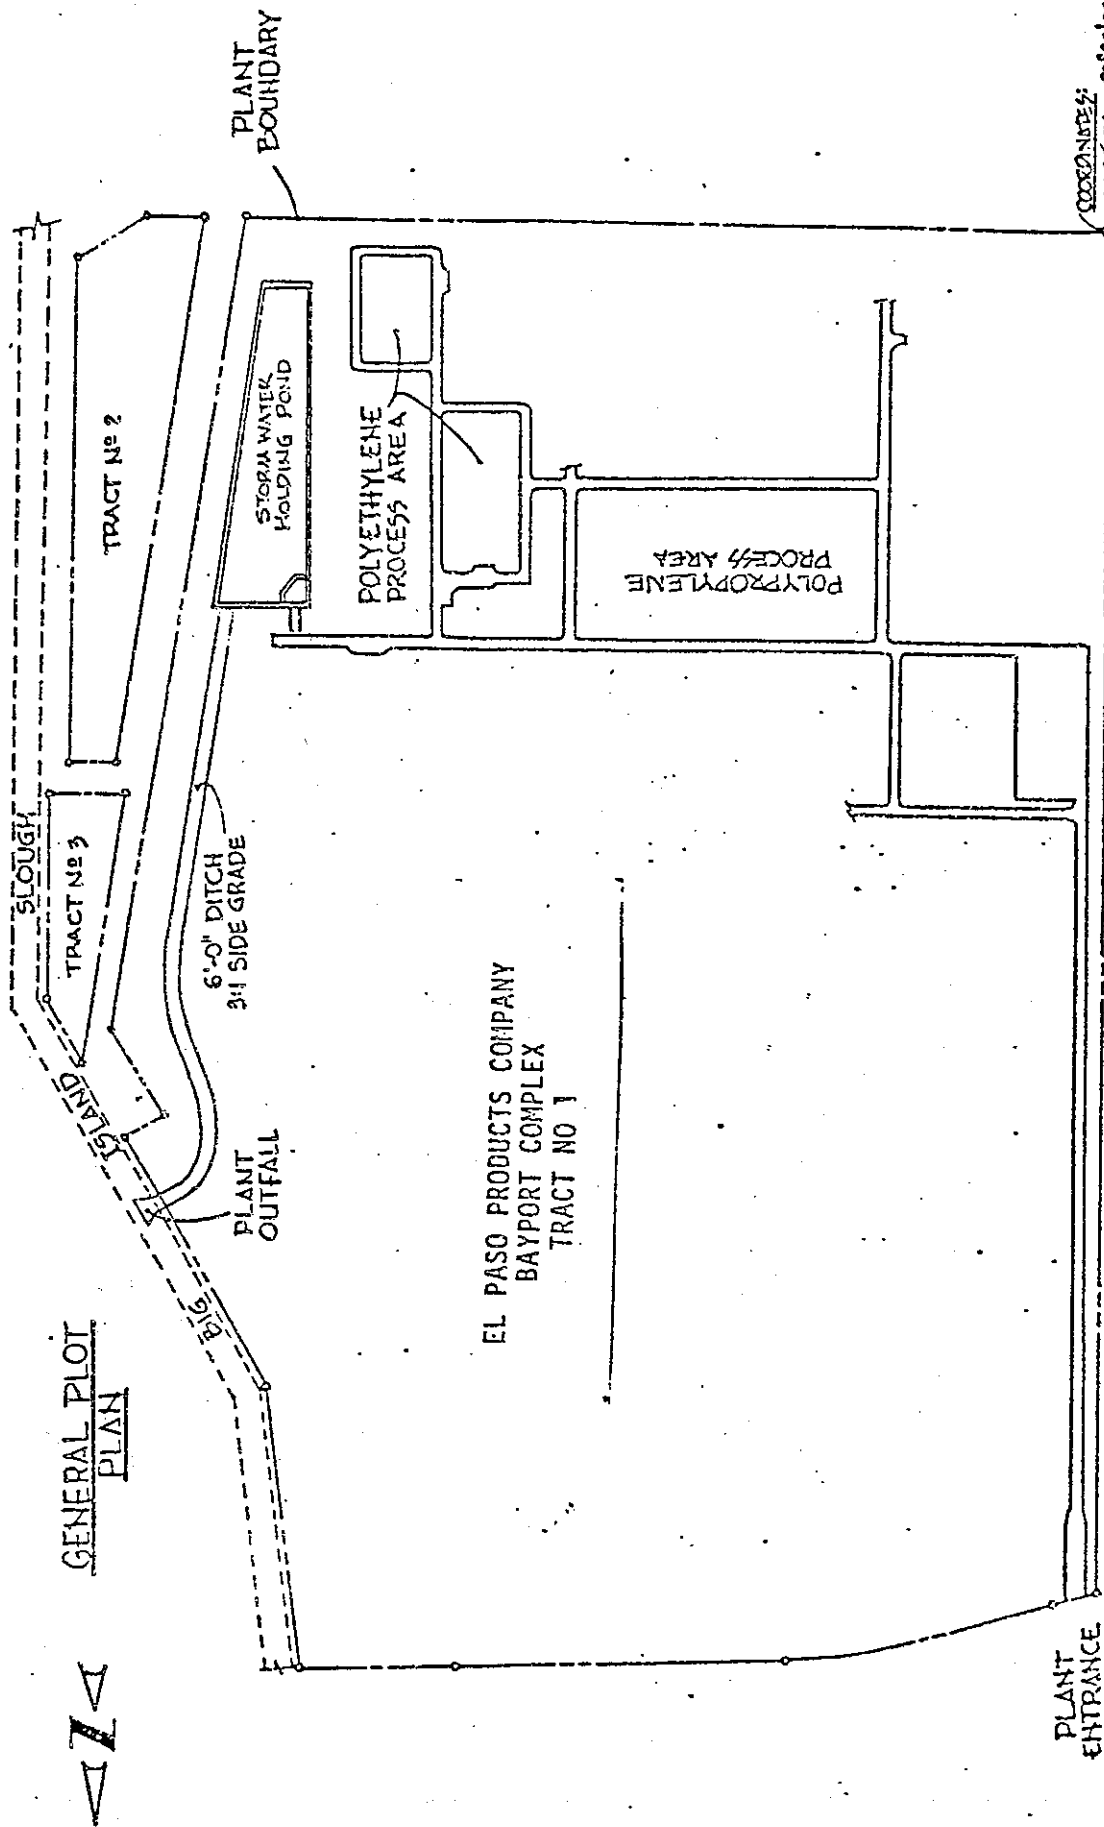 GENERAL PLOT
PLAN
N
BIG
ISLAND
SLOUGH
TRACT Nº 3
TRACT Nº 2
PLANT
BOUNDARY
PLANT
OUTFALL
6'-0" DITCH
3:1 SIDE GRADE
STORM WATER
HOLDING POND
POLYETHYLENE
PROCESS AREA
POLYPROPYLENE
PROCESS AREA
EL PASO PRODUCTS COMPANY
BAYPORT COMPLEX
TRACT NO 1
PLANT
ENTRANCE
COORDINATES: